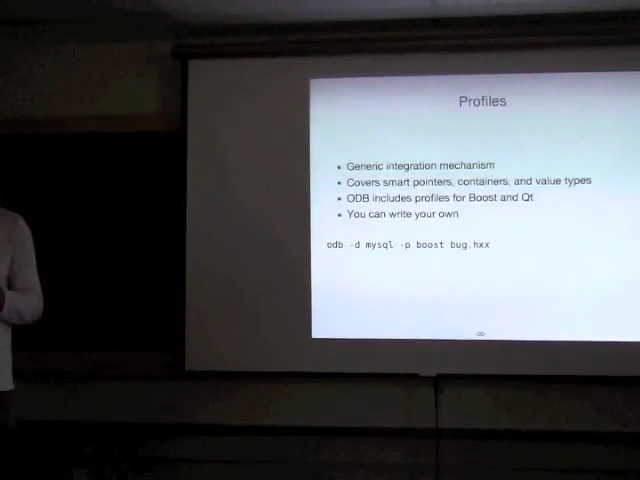 Profiles
• Generic integration mechanism
• Covers smart pointers, containers, and value types
• ODB includes profiles for Boost and Qt
• You can write your own
odb -d mysql -p boost bug.hxx
-20-